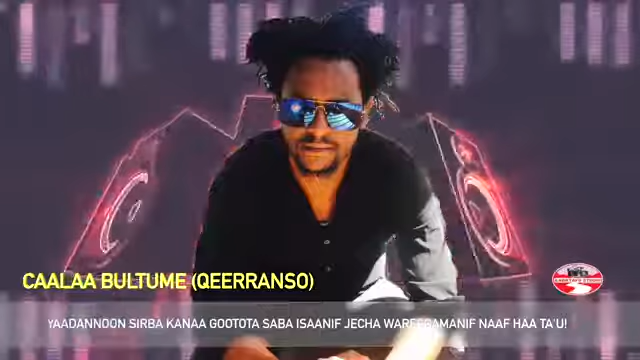 CAALAA BULTUME (QEERRANSO)
YAADANNOON SIRBA KANAA GOOTOTA SABA ISAANIF JECHA WAREEGAMANIF NAAF HAA TA'U!